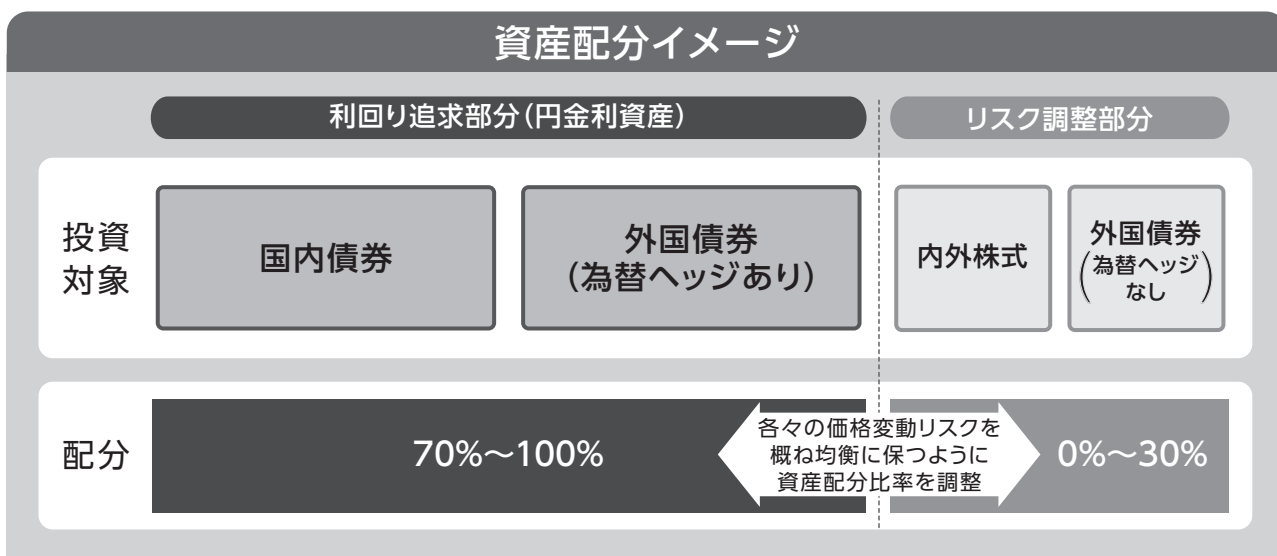 資産配分イメージ
利回り追求部分(円金利資産)
リスク調整部分
投資
対象
国内債券
外国債券
(為替ヘッジあり)
内外株式
外国債券
(為替ヘッジ
なし)
配分
70%～100%
各々の価格変動リスクを
概ね均衡に保つように
資産配分比率を調整
0%～30%